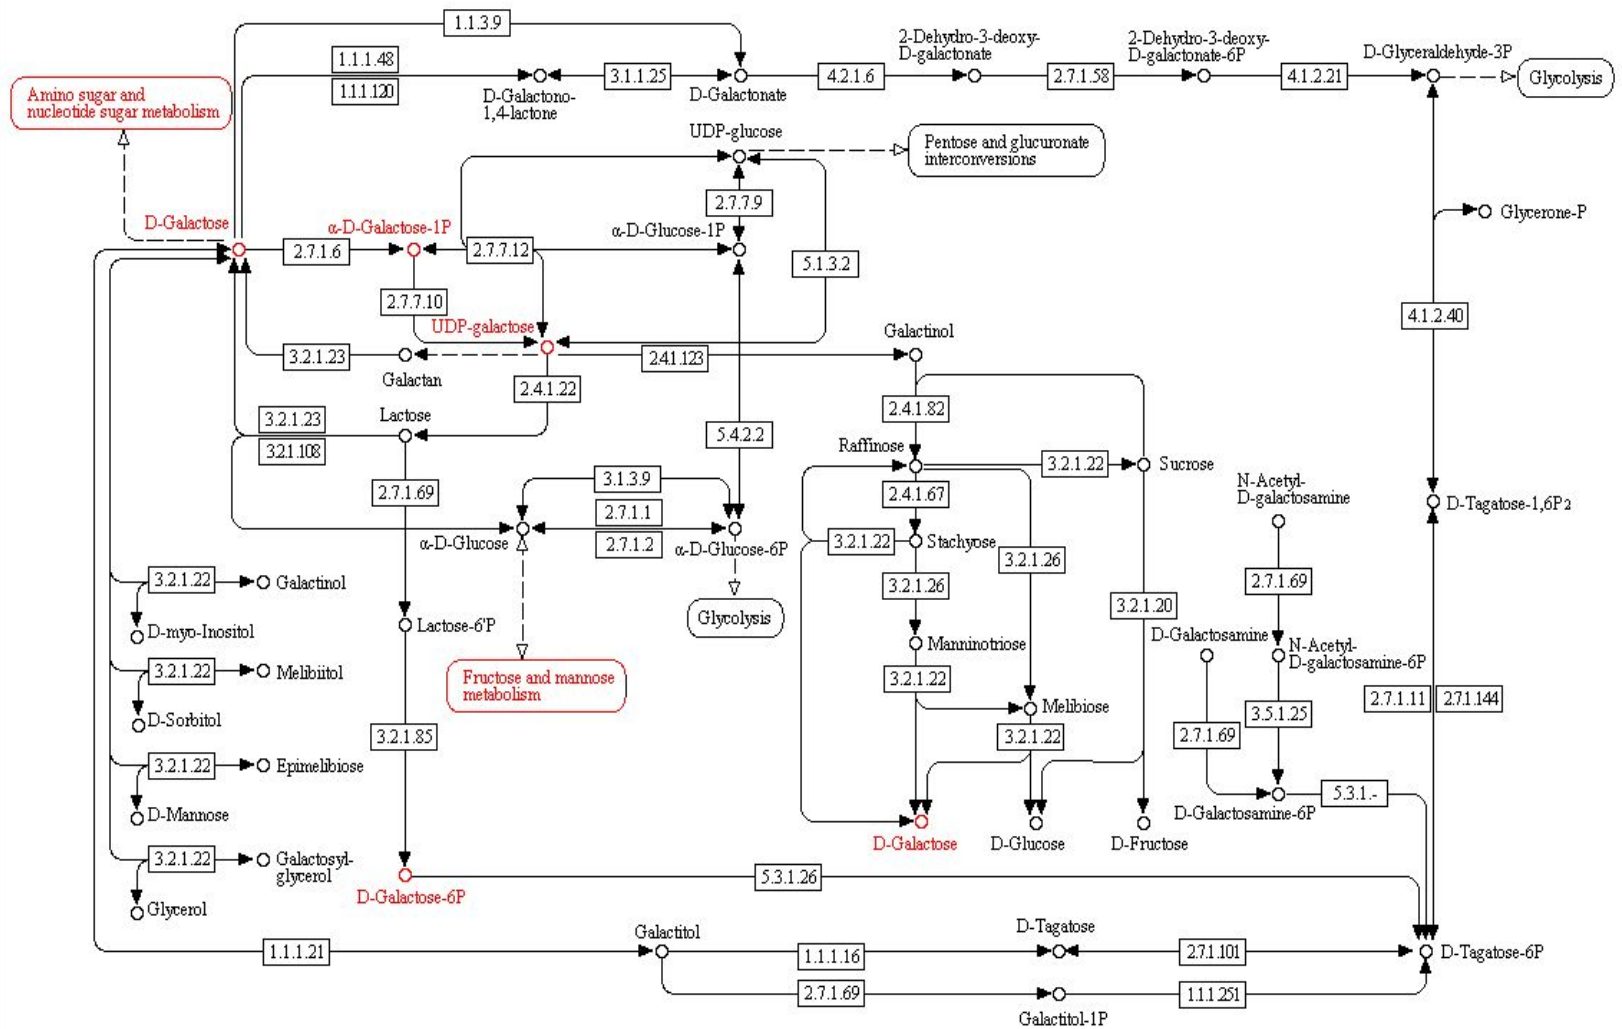 1.1.3.9
1.1.1.48
1.1.1.120
3.1.1.25
4.2.1.6
2.7.1.58
4.1.2.21
2-Dehydro-3-deoxy-
D-galactonate
2-Dehydro-3-deoxy-
D-galactonate-6P
D-Glyceraldehyde-3P
Glycolysis
Amino sugar and
nucleotide sugar metabolism
D-Galactono-
1,4-lactone
D-Galactonate
UDP-glucose
Pentose and glucuronate
interconversions
2.7.7.9
Glycerone-P
D-Galactose
α-D-Galactose-1P
α-D-Glucose-1P
2.7.1.6
2.7.7.12
5.1.3.2
2.7.7.10
4.1.2.40
UDP-galactose
Galactinol
3.2.1.23
Galactan
2.4.1.123
2.4.1.22
2.4.1.82
Lactose
3.2.1.23
3.2.1.108
5.4.2.2
Raffinose
3.2.1.22
Sucrose
3.1.3.9
2.7.1.69
2.4.1.67
N-Acetyl-
D-galactosamine
D-Tagatose-1,6P2
2.7.1.1
2.7.1.2
α-D-Glucose
α-D-Glucose-6P
3.2.1.22
Stachyose
3.2.1.26
3.2.1.26
2.7.1.69
3.2.1.22
Galactinol
D-myo-Inositol
Lactose-6'P
Glycolysis
3.2.1.20
Manninotriose
D-Galactosamine
N-Acetyl-
D-galactosamine-6P
3.2.1.22
Melibiitol
D-Sorbitol
Fructose and mannose
metabolism
3.2.1.22
Melibiose
2.7.1.11
2.7.1.144
3.5.1.25
3.2.1.85
3.2.1.22
2.7.1.69
3.2.1.22
Epimelibiose
D-Mannose
5.3.1.-
D-Galactosamine-6P
D-Galactose
D-Glucose
D-Fructose
3.2.1.22
Galactosyl-
glycerol
Glycerol
D-Galactose-6P
5.3.1.26
Galactitol
D-Tagatose
1.1.1.21
1.1.1.16
2.7.1.101
D-Tagatose-6P
2.7.1.69
1.1.1.251
Galactitol-1P